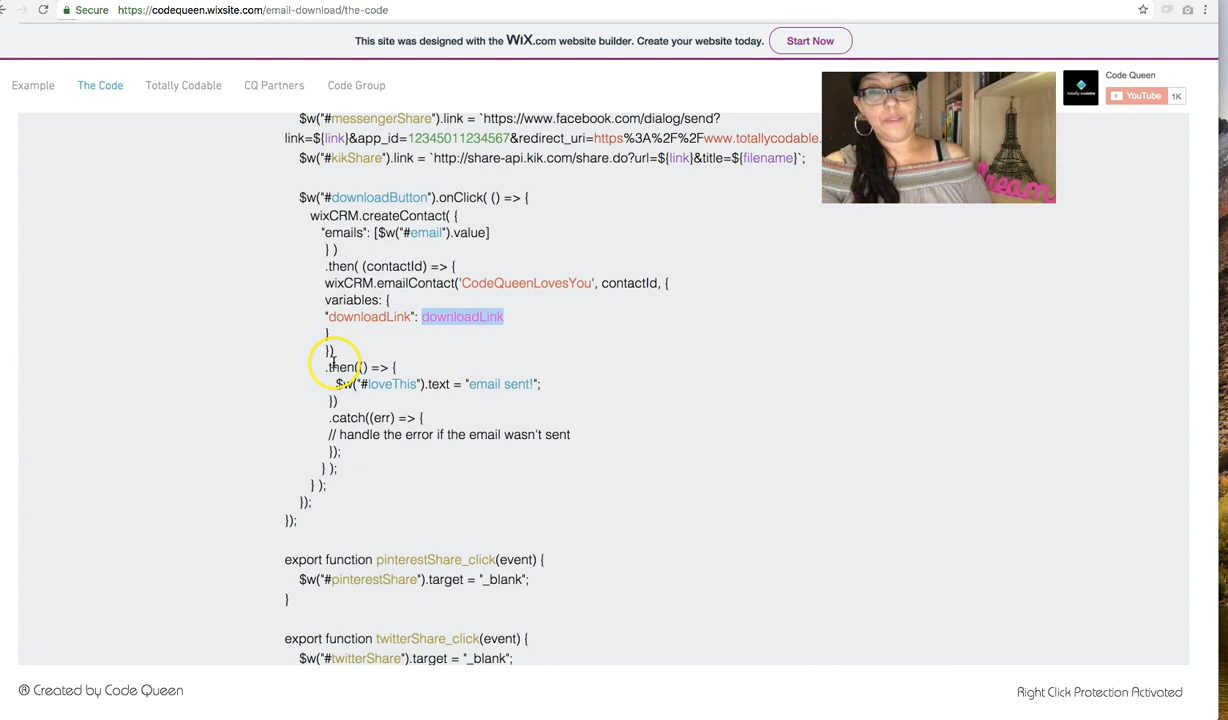 Secure https://codequeen.wixsite.com/email-download/the-code
This site was designed with the WiX.com website builder. Create your website today. Start Now
Example The Code Totally Codable CQ Partners Code Group
Code Queen
YouTube 1K
totally codable
$w("#messengerShare").link = `https://www.facebook.com/dialog/send?
link=${link}&app_id=12345011234567&redirect_uri=https%3A%2F%2Fwww.totallycodable.
$w("#kikShare").link = `http://share-api.kik.com/share.do?url=${link}&title=${filename}`;
dream
$w("#downloadButton").onClick( () => {
wixCRM.createContact( {
"emails": [$w("#email").value]
} )
.then( (contactId) => {
wixCRM.emailContact('CodeQueenLovesYou', contactId, {
variables: {
"downloadLink": downloadLink
}
})
.then(() => {
$w("#loveThis").text = "email sent!";
})
.catch((err) => {
// handle the error if the email wasn't sent
});
} );
} );
});
});
export function pinterestShare_click(event) {
$w("#pinterestShare").target = "_blank";
}
export function twitterShare_click(event) {
$w("#twitterShare").target = "_blank";
® Created by Code Queen
Right Click Protection Activated